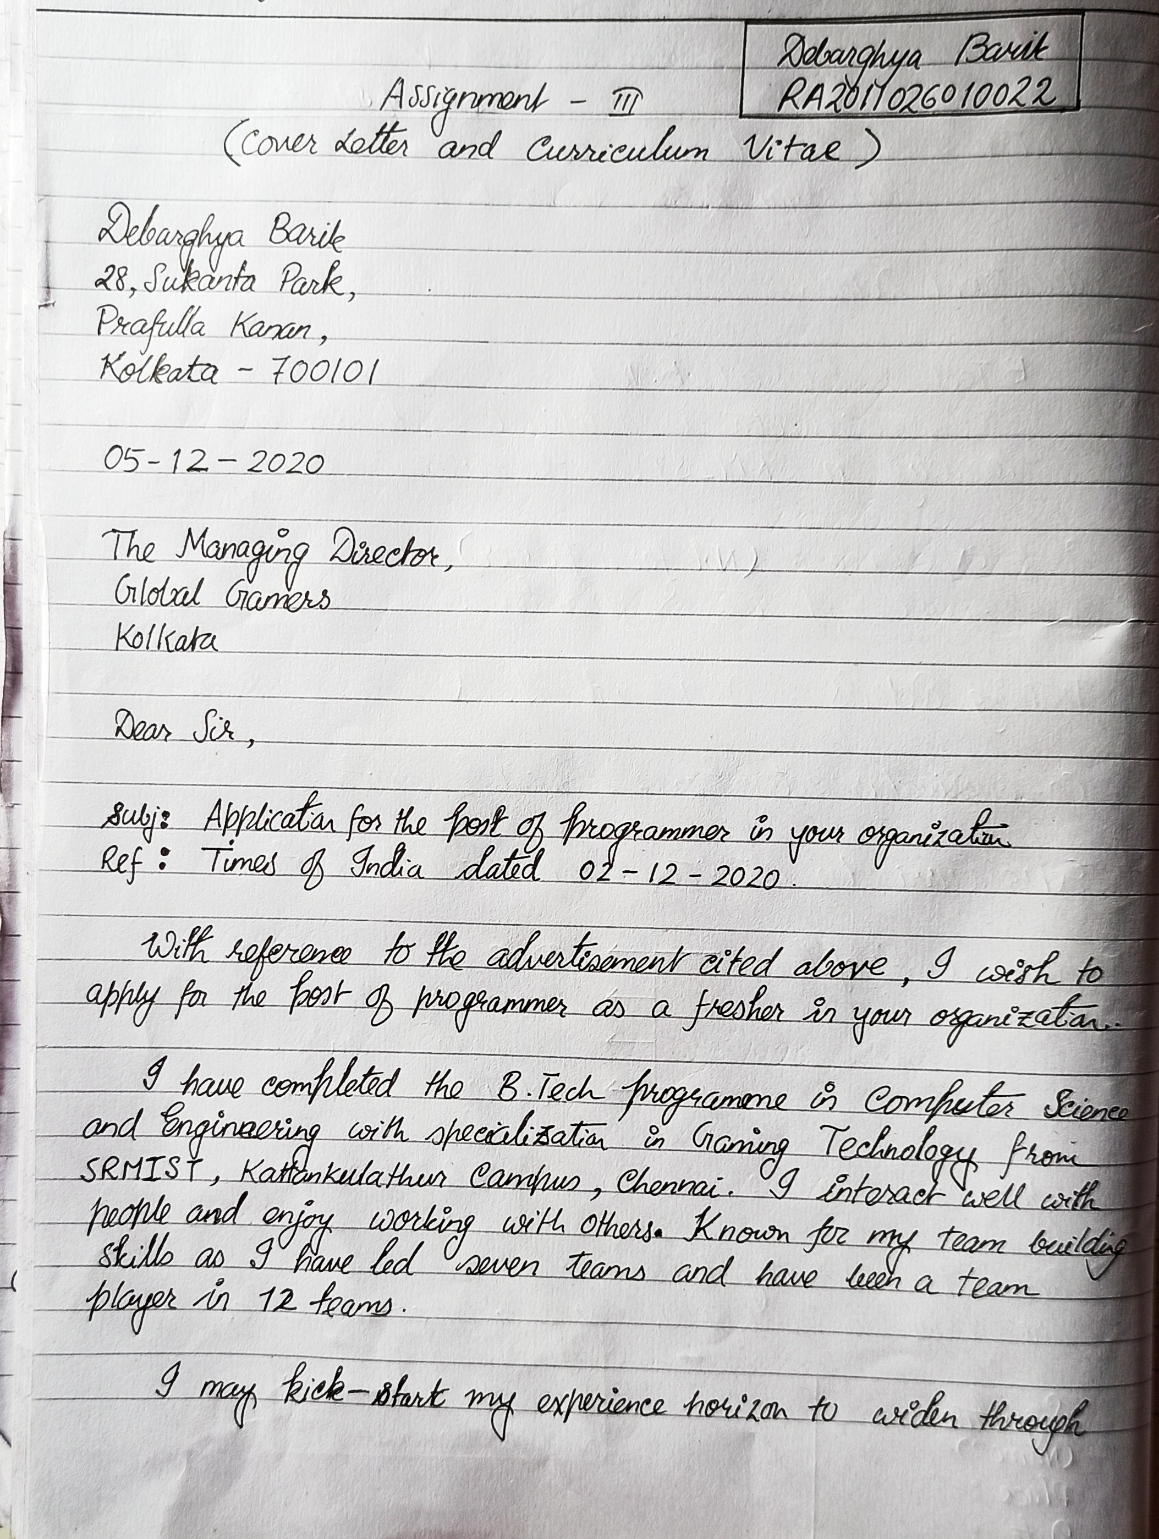 Debarghya Barik
RA2011026010022
Assignment - III
(Cover Letter and Curriculum Vitae)
Debarghya Barik
28, Sukanta Park,
Prafulla Kanan,
Kolkata - 700101
05-12-2020
The Managing Director,
Global Gamers
Kolkata
Dear Sir,
Subj: Application for the post of programmer in your organization
Ref : Times of India dated 02-12-2020.
With reference to the advertisement cited above, I wish to
apply for the post of programmer as a fresher in your organization.
I have completed the B.Tech programme in Computer Science
and Engineering with specialization in Gaming Technology from
SRMIST, Kattankulathur Campus, Chennai. I interact well with
people and enjoy working with others. Known for my team building
skills as I have led seven teams and have been a team
player in 12 teams.
I may kick-start my experience horizon to widen through